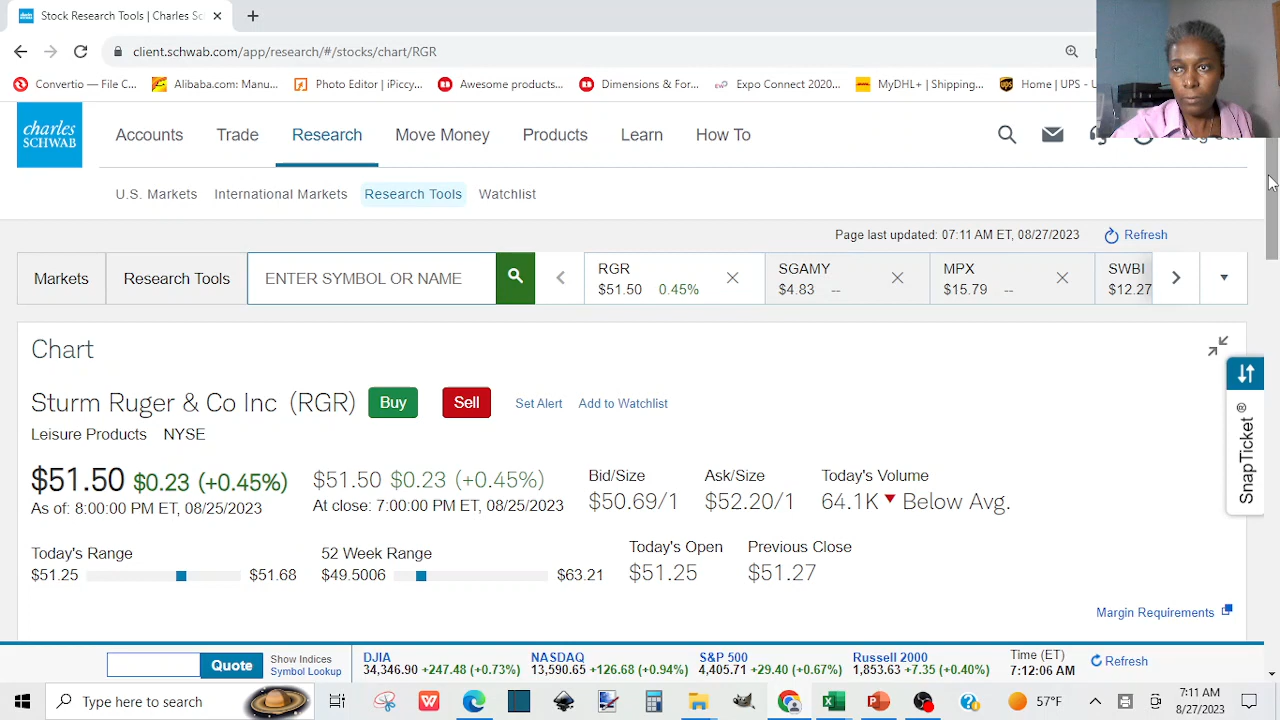 Stock Research Tools | Charles Sc
client.schwab.com/app/research/#/stocks/chart/RGR
Convertio — File C...
Alibaba.com: Manu...
Photo Editor | iPiccy...
Awesome products...
Dimensions & For...
Expo Connect 2020...
MyDHL+ | Shipping...
Home | UPS - U
charles
SCHWAB
Accounts
Trade
Research
Move Money
Products
Learn
How To
U.S. Markets
International Markets
Research Tools
Watchlist
Page last updated: 07:11 AM ET, 08/27/2023
Refresh
Markets
Research Tools
ENTER SYMBOL OR NAME
RGR
$51.50 0.45%
SGAMY
$4.83 --
MPX
$15.79 --
SWBI
$12.27
Chart
Sturm Ruger & Co Inc (RGR)
Buy
Sell
Set Alert
Add to Watchlist
Leisure Products NYSE
$51.50 $0.23 (+0.45%)
As of: 8:00:00 PM ET, 08/25/2023
$51.50 $0.23 (+0.45%)
At close: 7:00:00 PM ET, 08/25/2023
Bid/Size
$50.69/1
Ask/Size
$52.20/1
Today's Volume
64.1K Below Avg.
Today's Range
$51.25 $51.68
52 Week Range
$49.5006 $63.21
Today's Open
$51.25
Previous Close
$51.27
Margin Requirements
SnapTicket®
Quote
Show Indices
Symbol Lookup
DJIA
34,346.90 +247.48 (+0.73%)
NASDAQ
13,590.65 +126.68 (+0.94%)
S&P 500
4,405.71 +29.40 (+0.67%)
Russell 2000
1,853.63 +7.35 (+0.40%)
Time (ET)
7:12:06 AM
Refresh
Type here to search
57°F
7:11 AM
8/27/2023